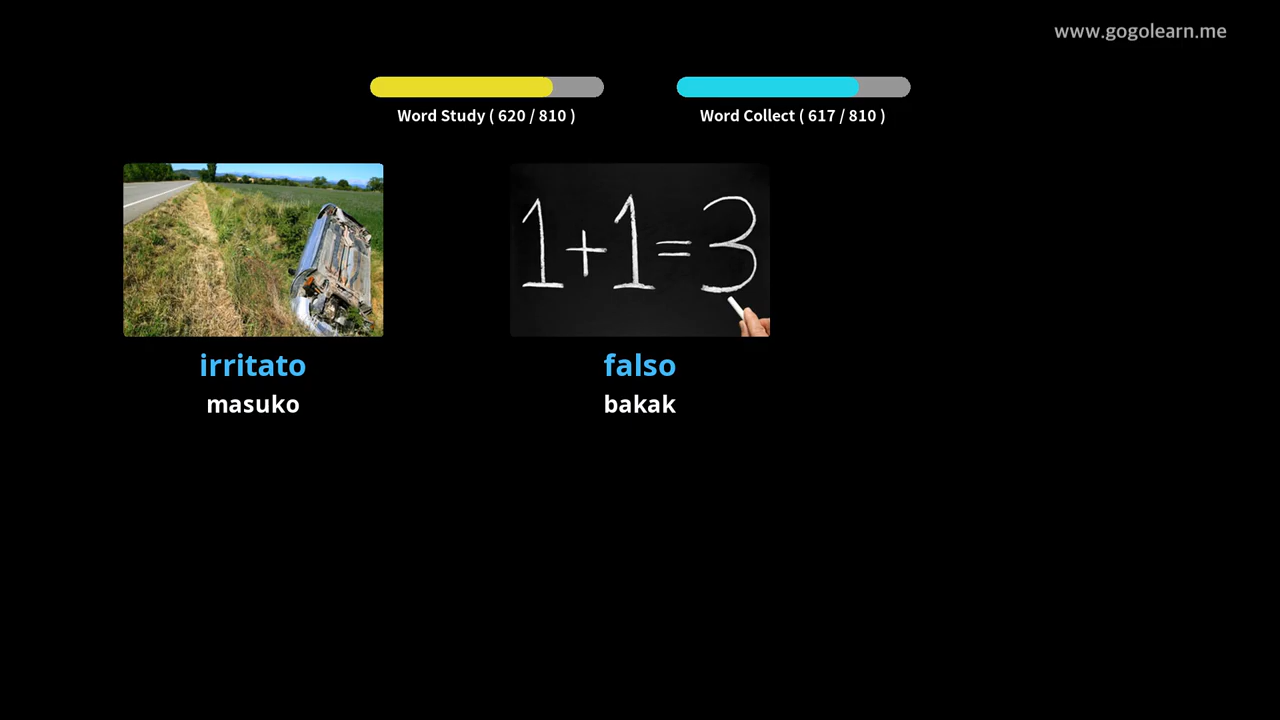 www.gogolearn.me
Word Study ( 620 / 810 )
Word Collect ( 617 / 810 )
1+1=3
irritato
masuko
falso
bakak